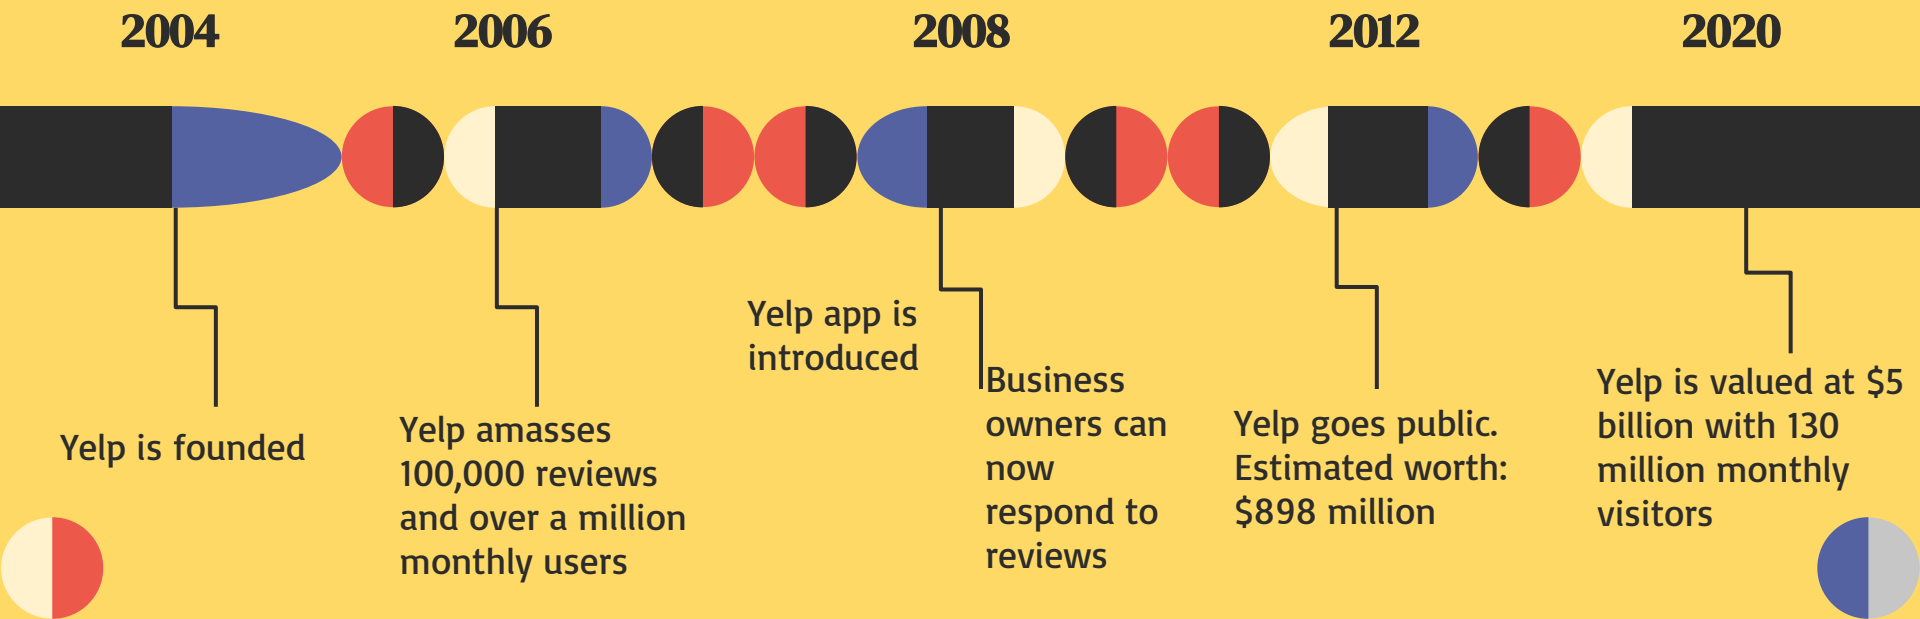 2004
2006
2008
2012
2020
Yelp is founded
Yelp amasses
100,000 reviews
and over a million
monthly users
Yelp app is
introduced
Business
owners can
now
respond to
reviews
Yelp goes public.
Estimated worth:
$898 million
Yelp is valued at $5
billion with 130
million monthly
visitors